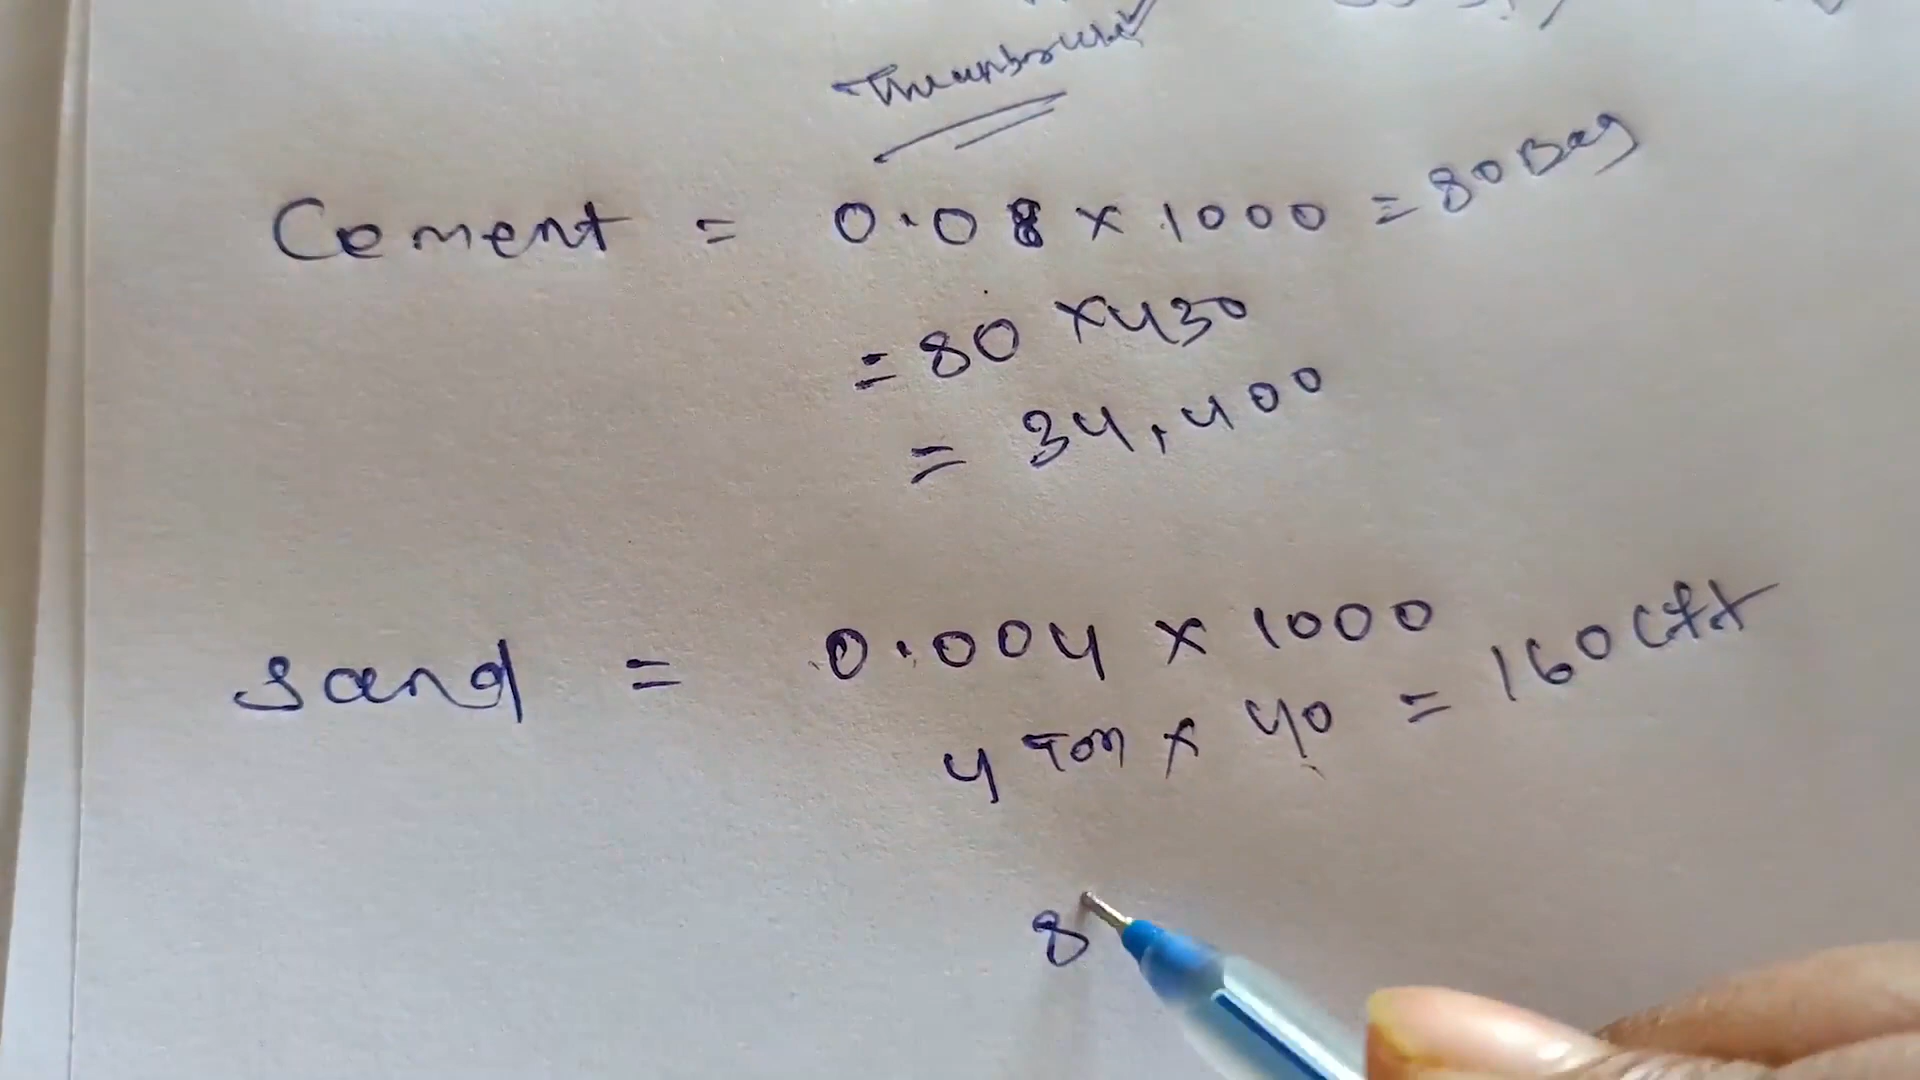 Thumbrule
Cement = 0.08 x 1000 = 80 Bag
= 80 x 430
= 34,400
Sand = 0.004 x 1000
4 Ton x 40 = 160 Cft
8